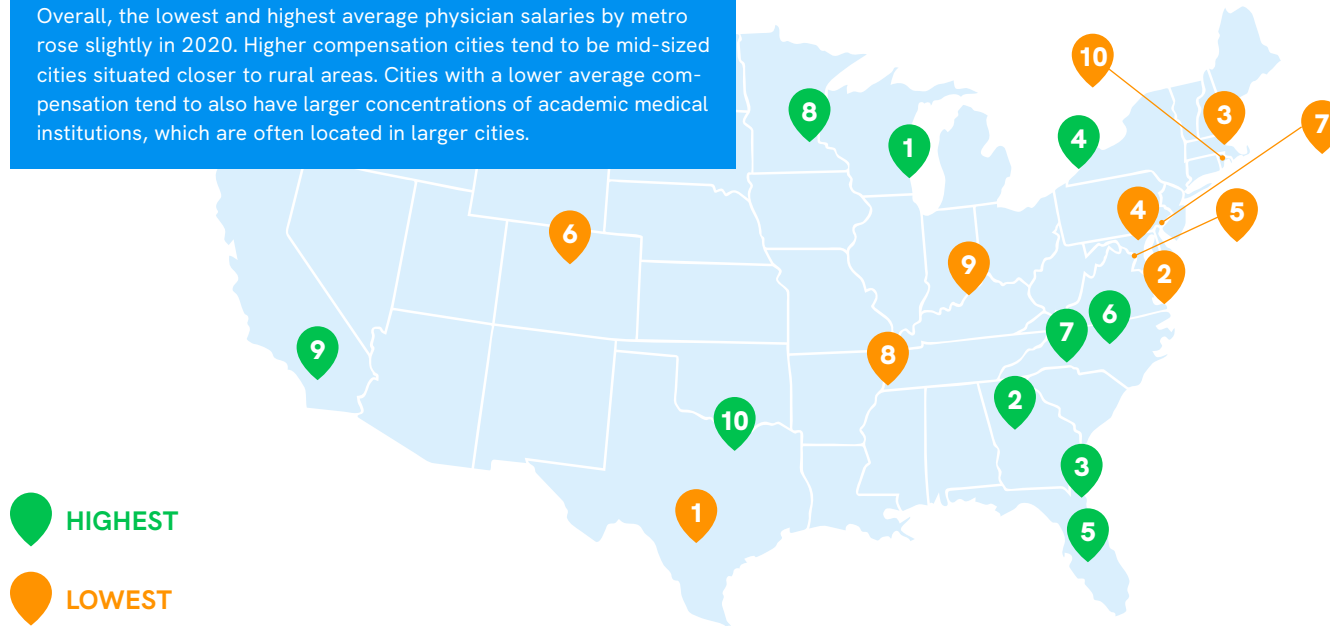 Overall, the lowest and highest average physician salaries by metro
rose slightly in 2020. Higher compensation cities tend to be mid-sized
cities situated closer to rural areas. Cities with a lower average com-
pensation tend to also have larger concentrations of academic medical
institutions, which are often located in larger cities.
10
8
3
7
4
1
4
5
6
9
2
6
7
9
8
2
10
3
1
5
HIGHEST
LOWEST